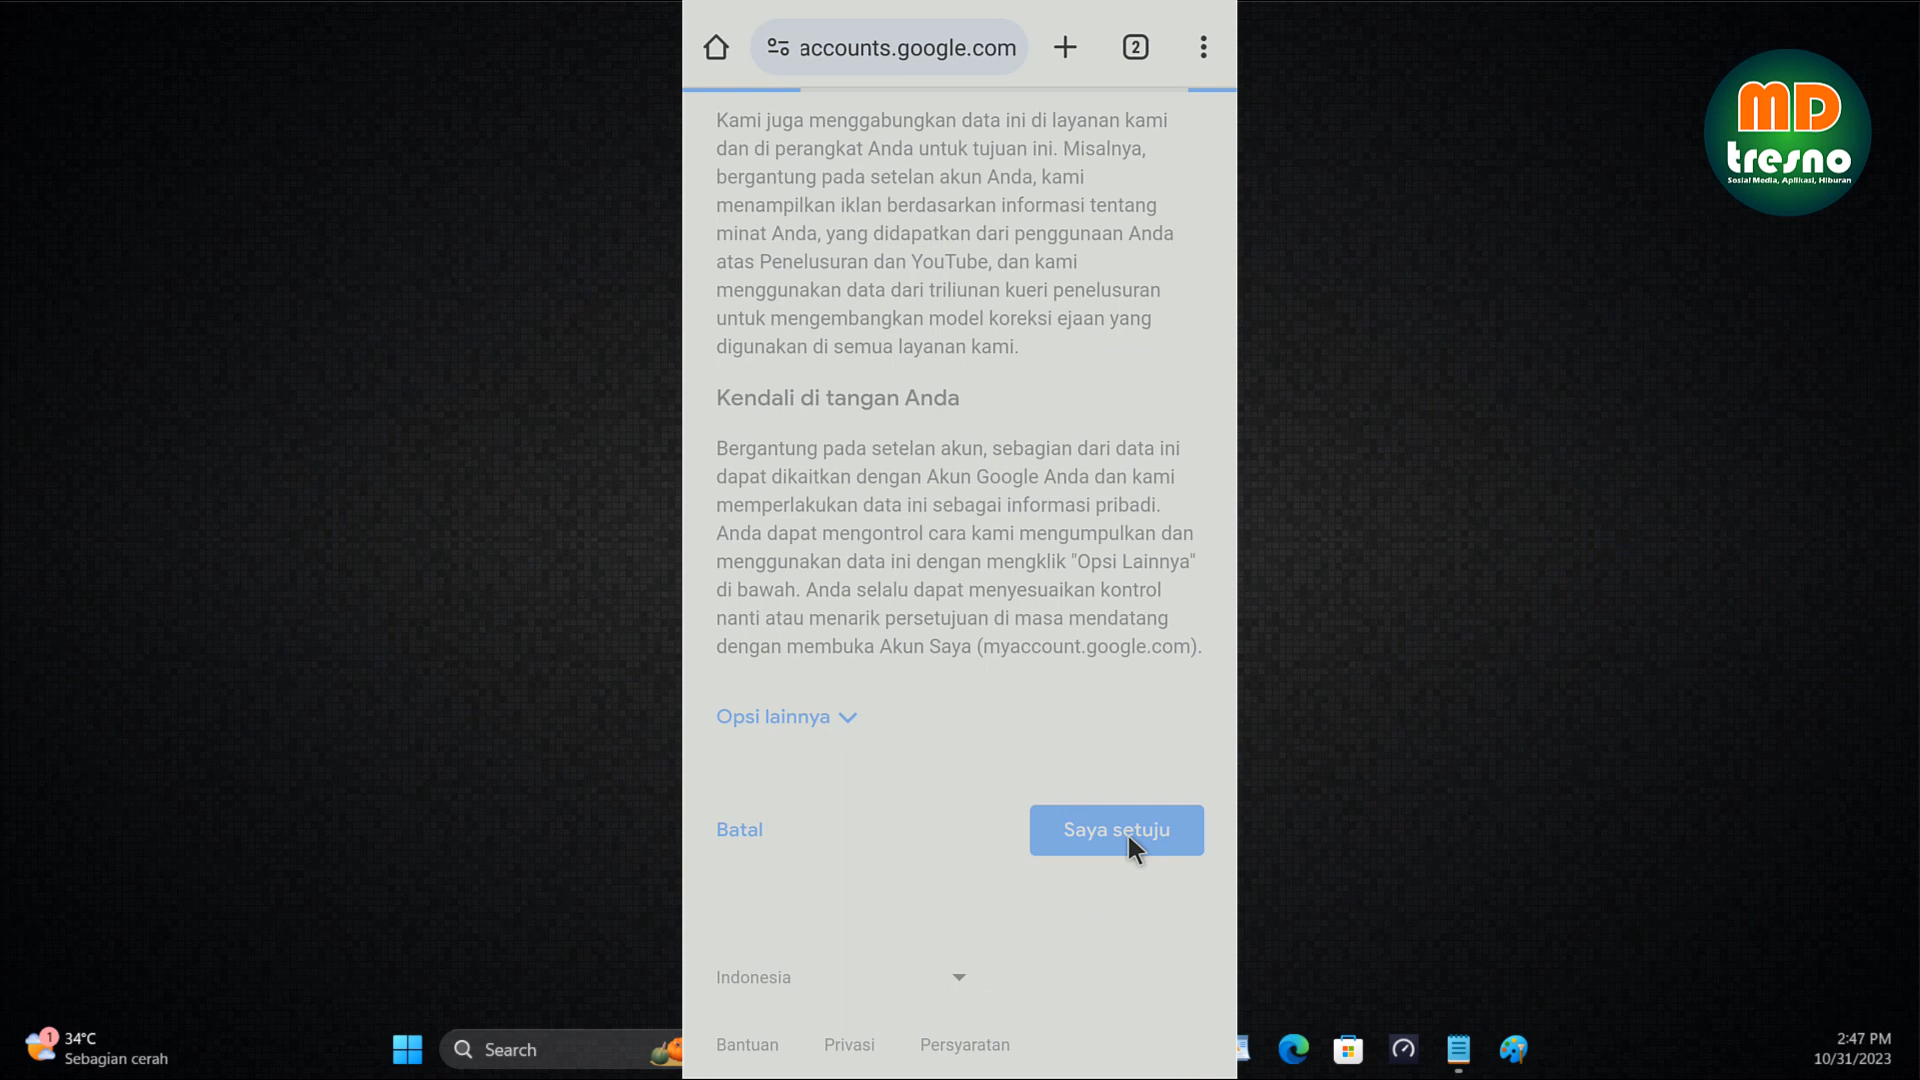 accounts.google.com
2
Kami juga menggabungkan data ini di layanan kami
dan di perangkat Anda untuk tujuan ini. Misalnya,
bergantung pada setelan akun Anda, kami
menampilkan iklan berdasarkan informasi tentang
minat Anda, yang didapatkan dari penggunaan Anda
atas Penelusuran dan YouTube, dan kami
menggunakan data dari triliunan kueri penelusuran
untuk mengembangkan model koreksi ejaan yang
digunakan di semua layanan kami.
Kendali di tangan Anda
Bergantung pada setelan akun, sebagian dari data ini
dapat dikaitkan dengan Akun Google Anda dan kami
memperlakukan data ini sebagai informasi pribadi.
Anda dapat mengontrol cara kami mengumpulkan dan
menggunakan data ini dengan mengklik "Opsi Lainnya"
di bawah. Anda selalu dapat menyesuaikan kontrol
nanti atau menarik persetujuan di masa mendatang
dengan membuka Akun Saya (myaccount.google.com).
Opsi lainnya
Batal
Saya setuju
Indonesia
Bantuan Privasi Persyaratan
MD
tresno
Sosial Media, Aplikasi, Hiburan
1
34°C
Sebagian cerah
Search
2:47 PM
10/31/2023